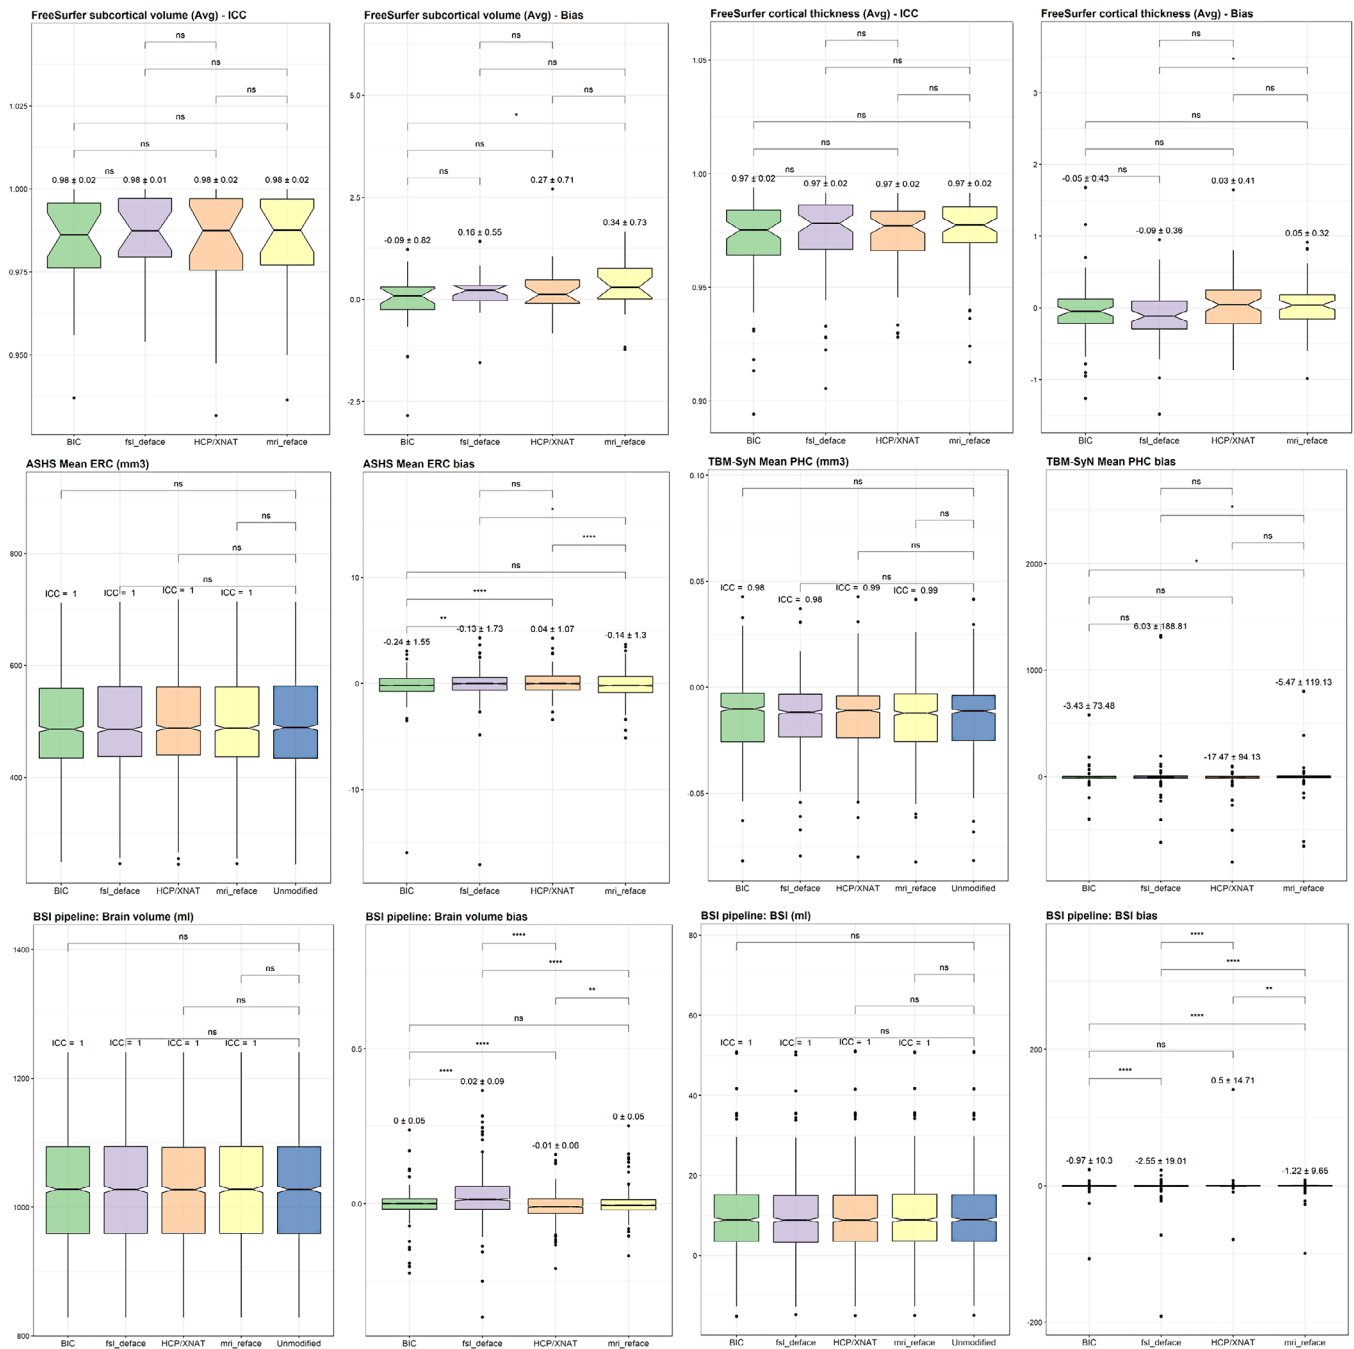 FreeSurfer subcortical volume (Avg) - ICC
ns
ns
ns
1.025
ns
ns
ns
0.98 ± 0.02 0.98 ± 0.01 0.98 ± 0.02 0.98 ± 0.02
1.000
0.975
0.950
BIC fsl_deface HCP/XNAT mri_reface
FreeSurfer subcortical volume (Avg) - Bias
ns
ns
5.0
ns
*
ns
ns
0.27 ± 0.71
2.5
0.34 ± 0.73
0.16 ± 0.55
-0.09 ± 0.82
0.0
-2.5
BIC fsl_deface HCP/XNAT mri_reface
FreeSurfer cortical thickness (Avg) - ICC
ns
1.05
ns
ns
ns
ns
ns
1.00
0.97 ± 0.02 0.97 ± 0.02 0.97 ± 0.02 0.97 ± 0.02
0.95
0.90
BIC fsl_deface HCP/XNAT mri_reface
FreeSurfer cortical thickness (Avg) - Bias
ns
*
3
ns
ns
ns
2
ns
-0.05 ± 0.43 0.03 ± 0.41
1
-0.09 ± 0.36 0.05 ± 0.32
0
-1
BIC fsl_deface HCP/XNAT mri_reface
ASHS Mean ERC (mm3)
ns
ns
800
ns
ns
ICC = 1 ICC = 1 ICC = 1 ICC = 1
600
400
BIC fsl_deface HCP/XNAT mri_reface Unmodified
ASHS Mean ERC bias
ns
*
****
10
ns
****
**
-0.24 ± 1.55 -0.13 ± 1.73 0.04 ± 1.07 -0.14 ± 1.3
0
-10
BIC fsl_deface HCP/XNAT mri_reface
TBM-SyN Mean PHC (mm3)
0.10
ns
ns
ns
0.05
ns
ICC = 0.98 ICC = 0.98 ICC = 0.99 ICC = 0.99
0.00
-0.05
BIC fsl_deface HCP/XNAT mri_reface Unmodified
TBM-SyN Mean PHC bias
ns
*
ns
2000
*
ns
ns
6.03 ± 188.81
1000
-5.47 ± 119.13
-3.43 ± 73.48
-17.47 ± 94.13
0
BIC fsl_deface HCP/XNAT mri_reface
BSI pipeline: Brain volume (ml)
1400
ns
ns
ns
ns
ICC = 1 ICC = 1 ICC = 1 ICC = 1
1200
1000
800
BIC fsl_deface HCP/XNAT mri_reface Unmodified
BSI pipeline: Brain volume bias
****
****
**
ns
0.5
****
****
0.02 ± 0.09
0 ± 0.05 0 ± 0.05
-0.01 ± 0.06
0.0
BIC fsl_deface HCP/XNAT mri_reface
BSI pipeline: BSI (ml)
80
ns
ns
ns
60
ns
ICC = 1 ICC = 1 ICC = 1 ICC = 1
40
20
0
BIC fsl_deface HCP/XNAT mri_reface Unmodified
BSI pipeline: BSI bias
****
****
**
****
200
ns
****
0.5 ± 14.71
-0.97 ± 10.3 -2.55 ± 19.01 -1.22 ± 9.65
0
-200
BIC fsl_deface HCP/XNAT mri_reface